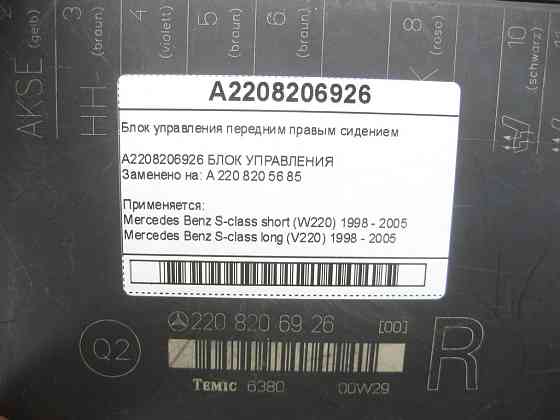 2 (gelb)
AKSE
3 (braun)
HH-
4 (violett)
5 (braun)
6 (braun)
8 (rosa)
K
10 (schwarz)
A2208206926
Блок управления передним правым сидением
A2208206926 БЛОК УПРАВЛЕНИЯ
Заменено на: A 220 820 56 85
Применяется:
Mercedes Benz S-class short (W220) 1998 - 2005
Mercedes Benz S-class long (V220) 1998 - 2005
220 820 69 26 [00]
Q2
R
TEMIC 6380 00W29